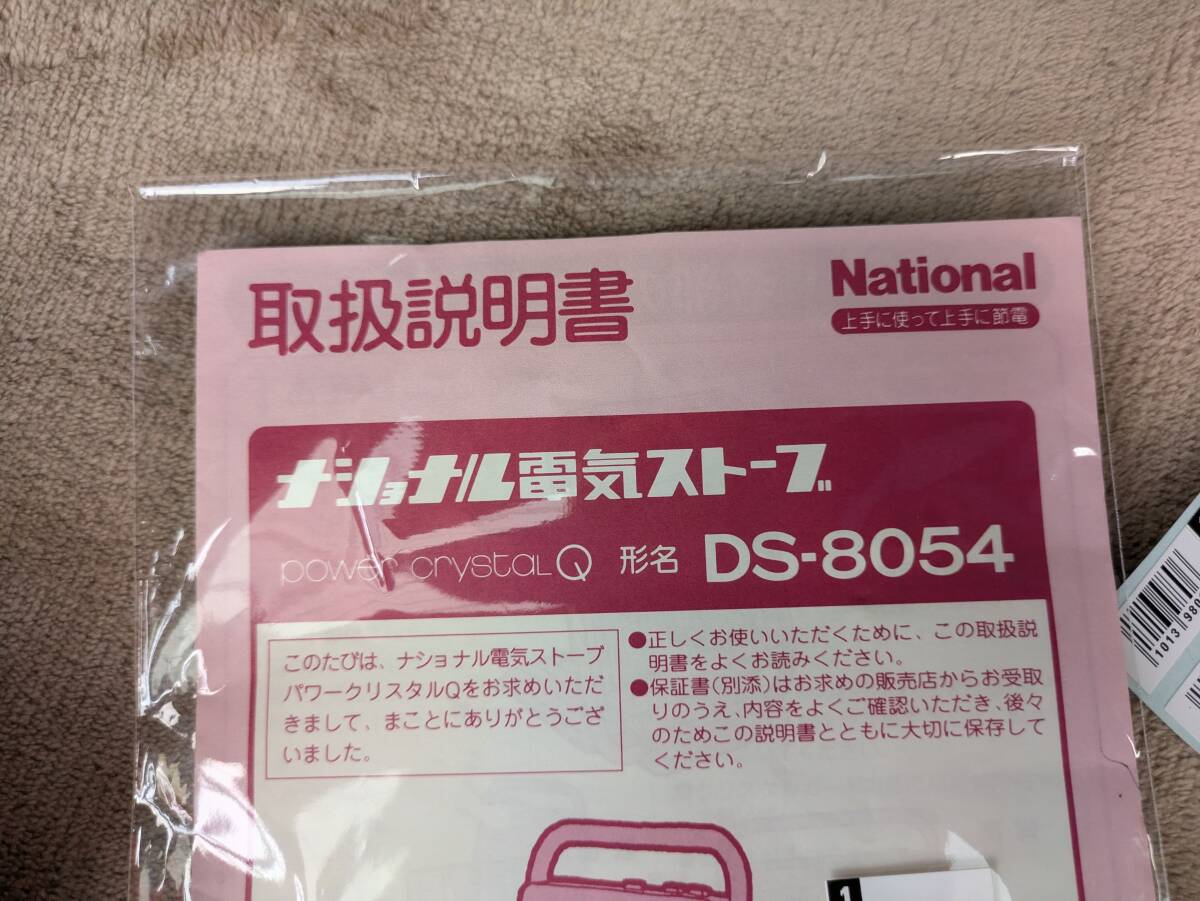 取扱説明書
National
上手に使って上手に節電
ナショナル電気ストーブ
power crystal Q 形名 DS-8054
このたびは、ナショナル電気ストーブ
パワークリスタルQをお求めいただ
きまして、まことにありがとうござ
いました。
●正しくお使いいただくために、この取扱説
明書をよくお読みください。
●保証書(別添)はお求めの販売店からお受取
りのうえ、内容をよくご確認いただき、後々
のためこの説明書とともに大切に保存して
ください。
1